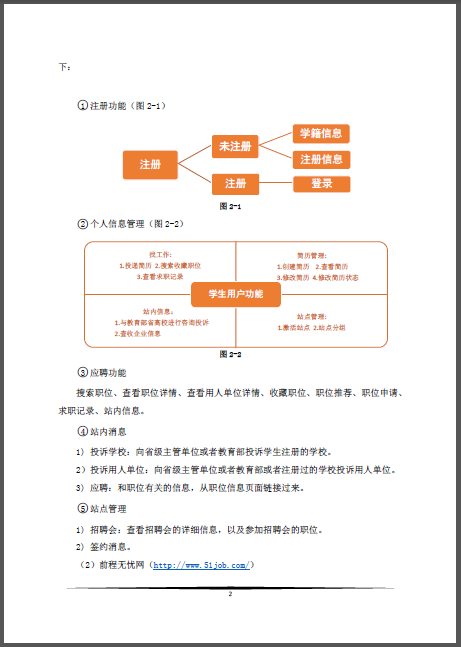 下：
①注册功能（图 2-1）
注册
未注册
学籍信息
注册信息
注册
登录
图 2-1
②个人信息管理（图 2-2）
找工作:
1.投递简历 2.搜索收藏职位
3.查看求职记录
简历管理:
1.创建简历 2.查看简历
3.修改简历 4.修改简历状态
学生用户功能
站内信息:
1.与教育部省高校进行咨询投诉
2.查收企业信息
站点管理:
1.激活站点 2.站点分组
图 2-2
③应聘功能
搜索职位、查看职位详情、查看用人单位详情、收藏职位、职位推荐、职位申请、
求职记录、站内信息。
④站内消息
1）投诉学校：向省级主管单位或者教育部投诉学生注册的学校。
2）投诉用人单位：向省级主管单位或者教育部或者注册过的学校投诉用人单位。
3）应聘：和职位有关的信息，从职位信息页面链接过来。
⑤站点管理
1）招聘会：查看招聘会的详细信息，以及参加招聘会的职位。
2）签约消息。
（2）前程无忧网（http://www.51job.com/）
2